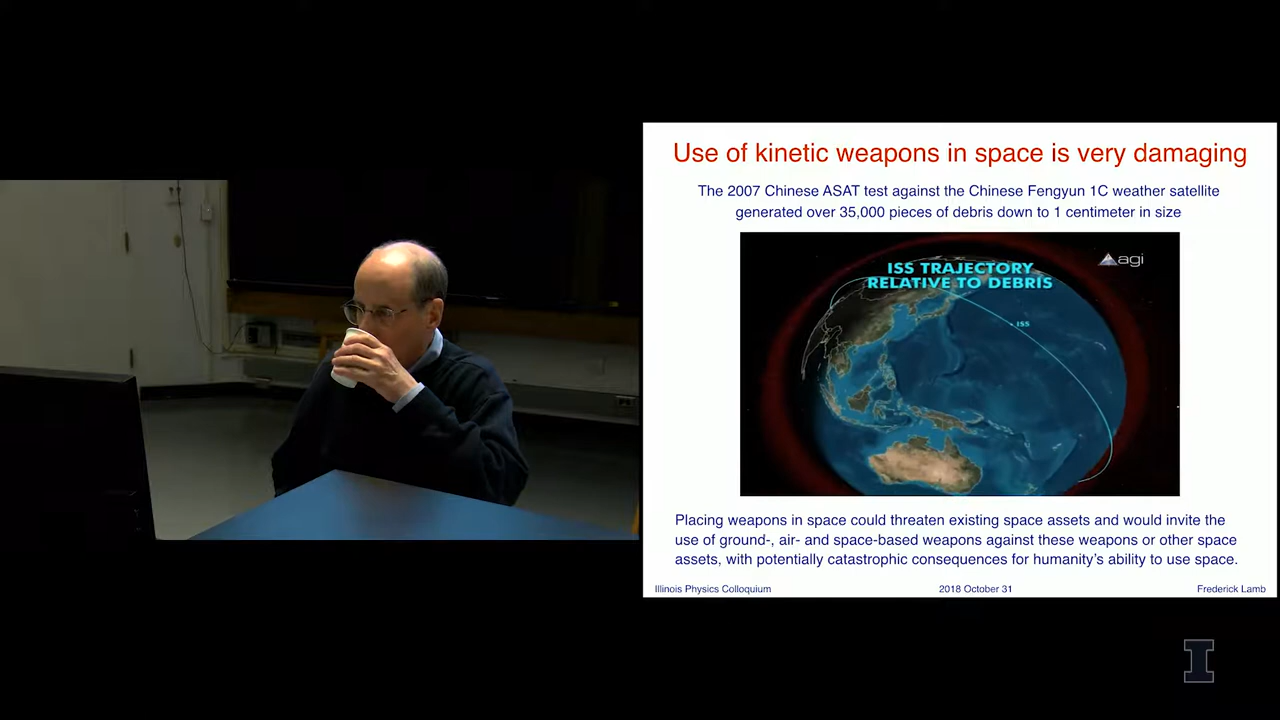 Use of kinetic weapons in space is very damaging
The 2007 Chinese ASAT test against the Chinese Fengyun 1C weather satellite
generated over 35,000 pieces of debris down to 1 centimeter in size
ISS TRAJECTORY
RELATIVE TO DEBRIS
agi
ISS
Placing weapons in space could threaten existing space assets and would invite the
use of ground-, air- and space-based weapons against these weapons or other space
assets, with potentially catastrophic consequences for humanity's ability to use space.
Illinois Physics Colloquium
2018 October 31
Frederick Lamb
I